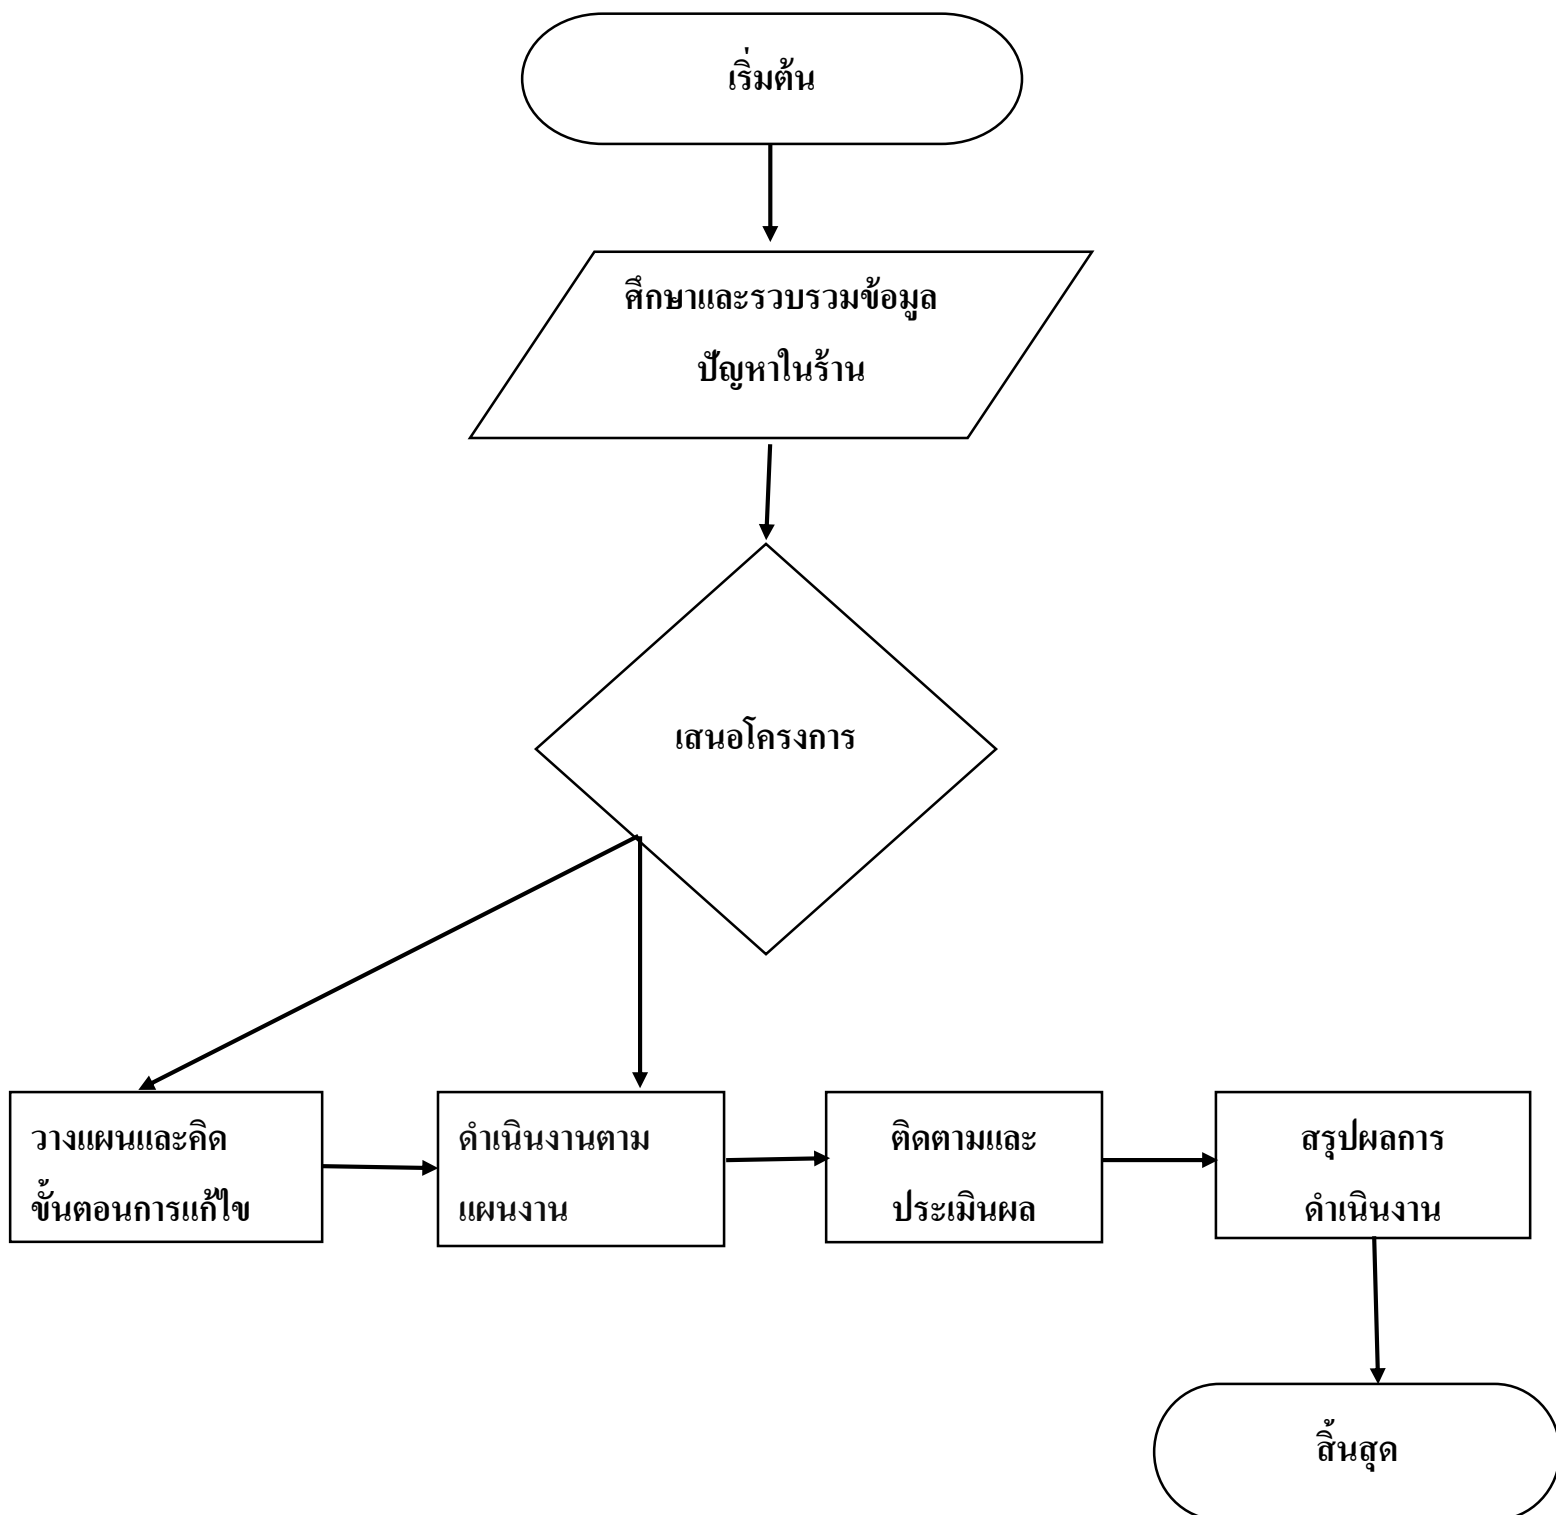 เริ่มต้น
ศึกษาและรวบรวมข้อมูล
ปัญหาในร้าน
เสนอโครงการ
วางแผนและคิด
ขั้นตอนการแก้ไข
ดำเนินงานตาม
แผนงาน
ติดตามและ
ประเมินผล
สรุปผลการ
ดำเนินงาน
สิ้นสุด